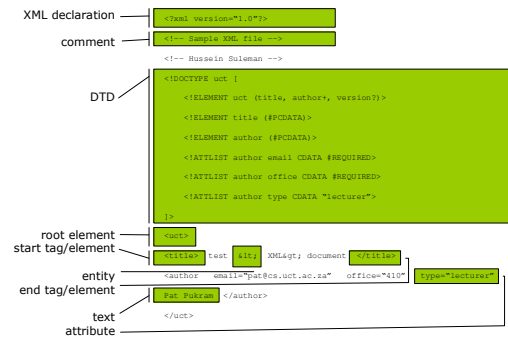 XML declaration
<?xml version="1.0"?>
comment
<!-- Sample XML file -->
<!-- Hussein Suleman -->
DTD
<!DOCTYPE uct [
<!ELEMENT uct (title, author+, version?)>
<!ELEMENT title (#PCDATA)>
<!ELEMENT author (#PCDATA)>
<!ATTLIST author email CDATA #REQUIRED>
<!ATTLIST author office CDATA #REQUIRED>
<!ATTLIST author type CDATA "lecturer">
]>
root element
<uct>
start tag/element
<title> test &lt; XML&gt; document </title>
entity
<author email="pat@cs.uct.ac.za" office="410" type="lecturer"
end tag/element
Pat Pukram </author>
text
</uct>
attribute